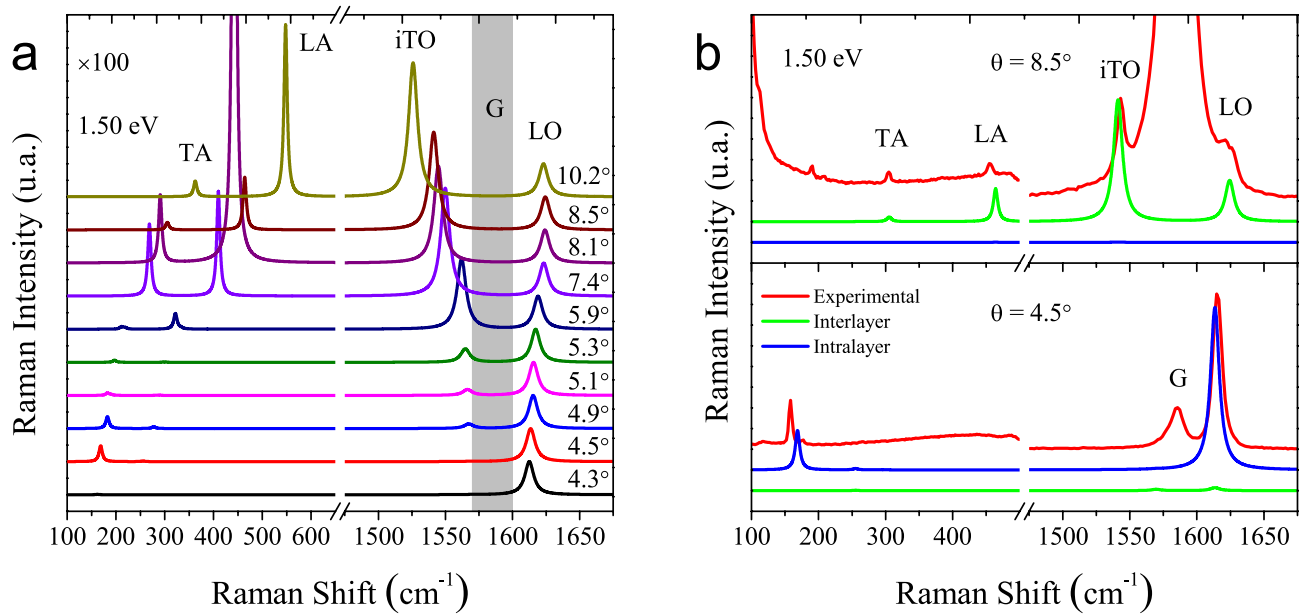 a
×100
1.50 eV
TA
LA
iTO
G
LO
10.2°
8.5°
8.1°
7.4°
5.9°
5.3°
5.1°
4.9°
4.5°
4.3°
Raman Intensity (u.a.)
100 200 300 400 500 600 1500 1550 1600 1650
Raman Shift (cm⁻¹)
b
1.50 eV
θ = 8.5°
TA
LA
iTO
LO
Experimental
Interlayer
Intralayer
θ = 4.5°
G
Raman Intensity (u.a.)
100 200 300 400 1500 1550 1600 1650
Raman Shift (cm⁻¹)